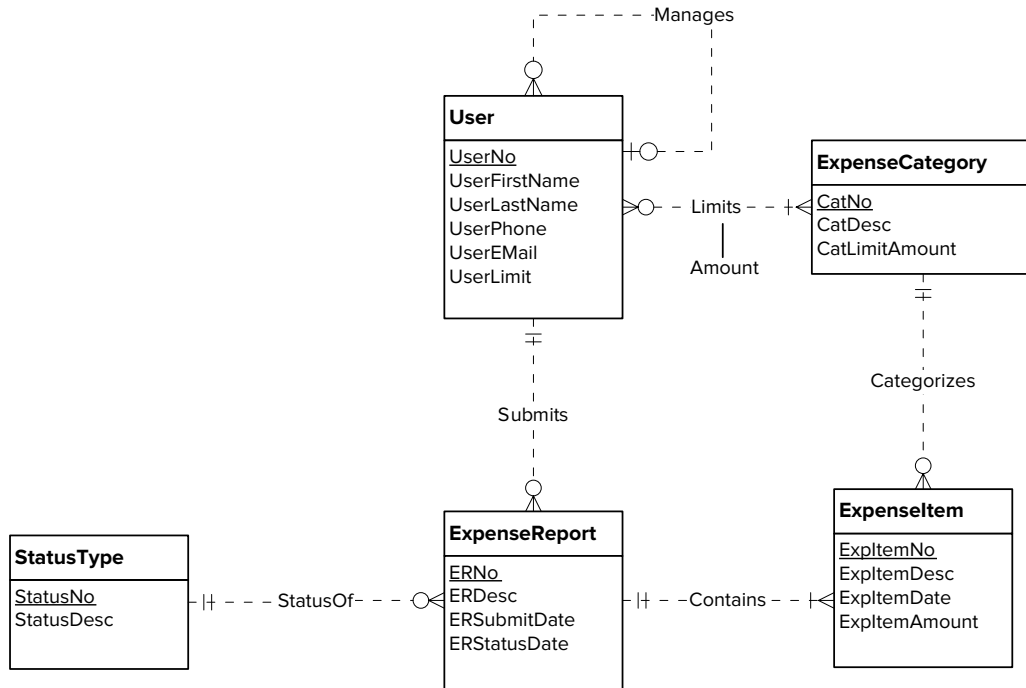 Manages
User
UserNo
UserFirstName
UserLastName
UserPhone
UserEMail
UserLimit
Limits
Amount
ExpenseCategory
CatNo
CatDesc
CatLimitAmount
Submits
Categorizes
StatusType
StatusNo
StatusDesc
StatusOf
ExpenseReport
ERNo
ERDesc
ERSubmitDate
ERStatusDate
Contains
ExpenseItem
ExpItemNo
ExpItemDesc
ExpItemDate
ExpItemAmount